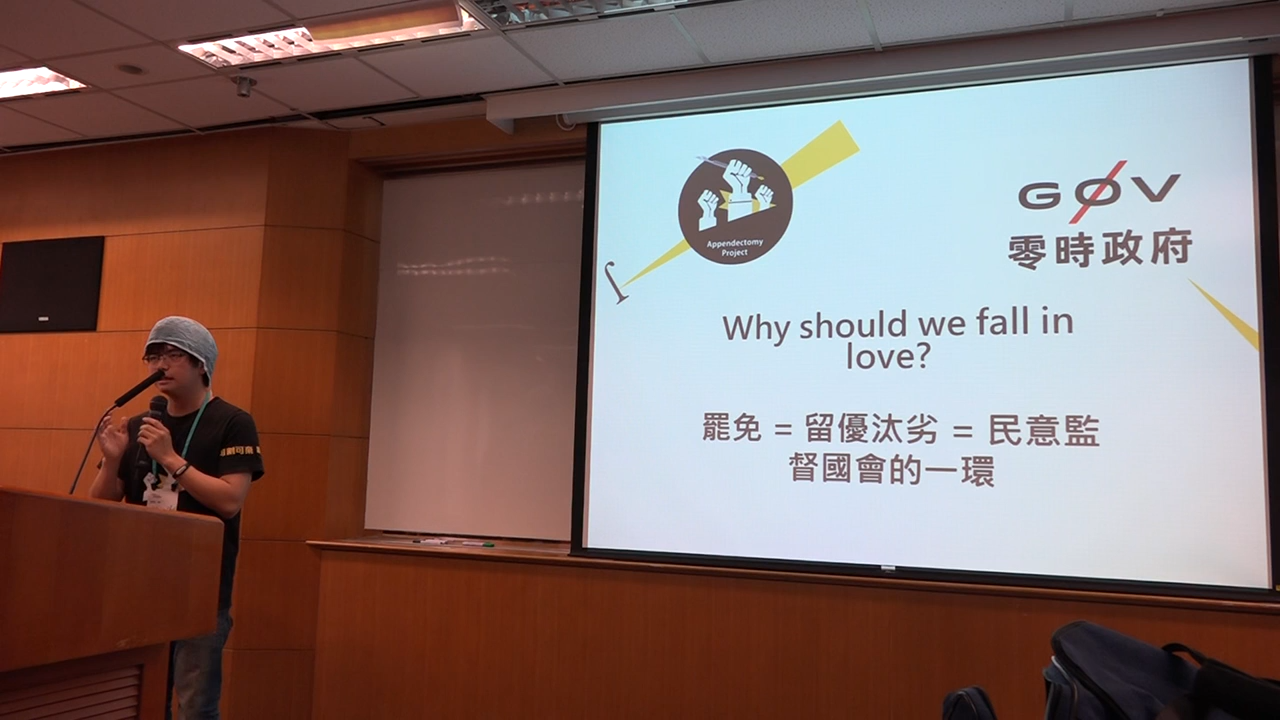 Appendectomy
Project
GØV
零時政府
Why should we fall in
love?
罷免 = 留優汰劣 = 民意監
督國會的一環